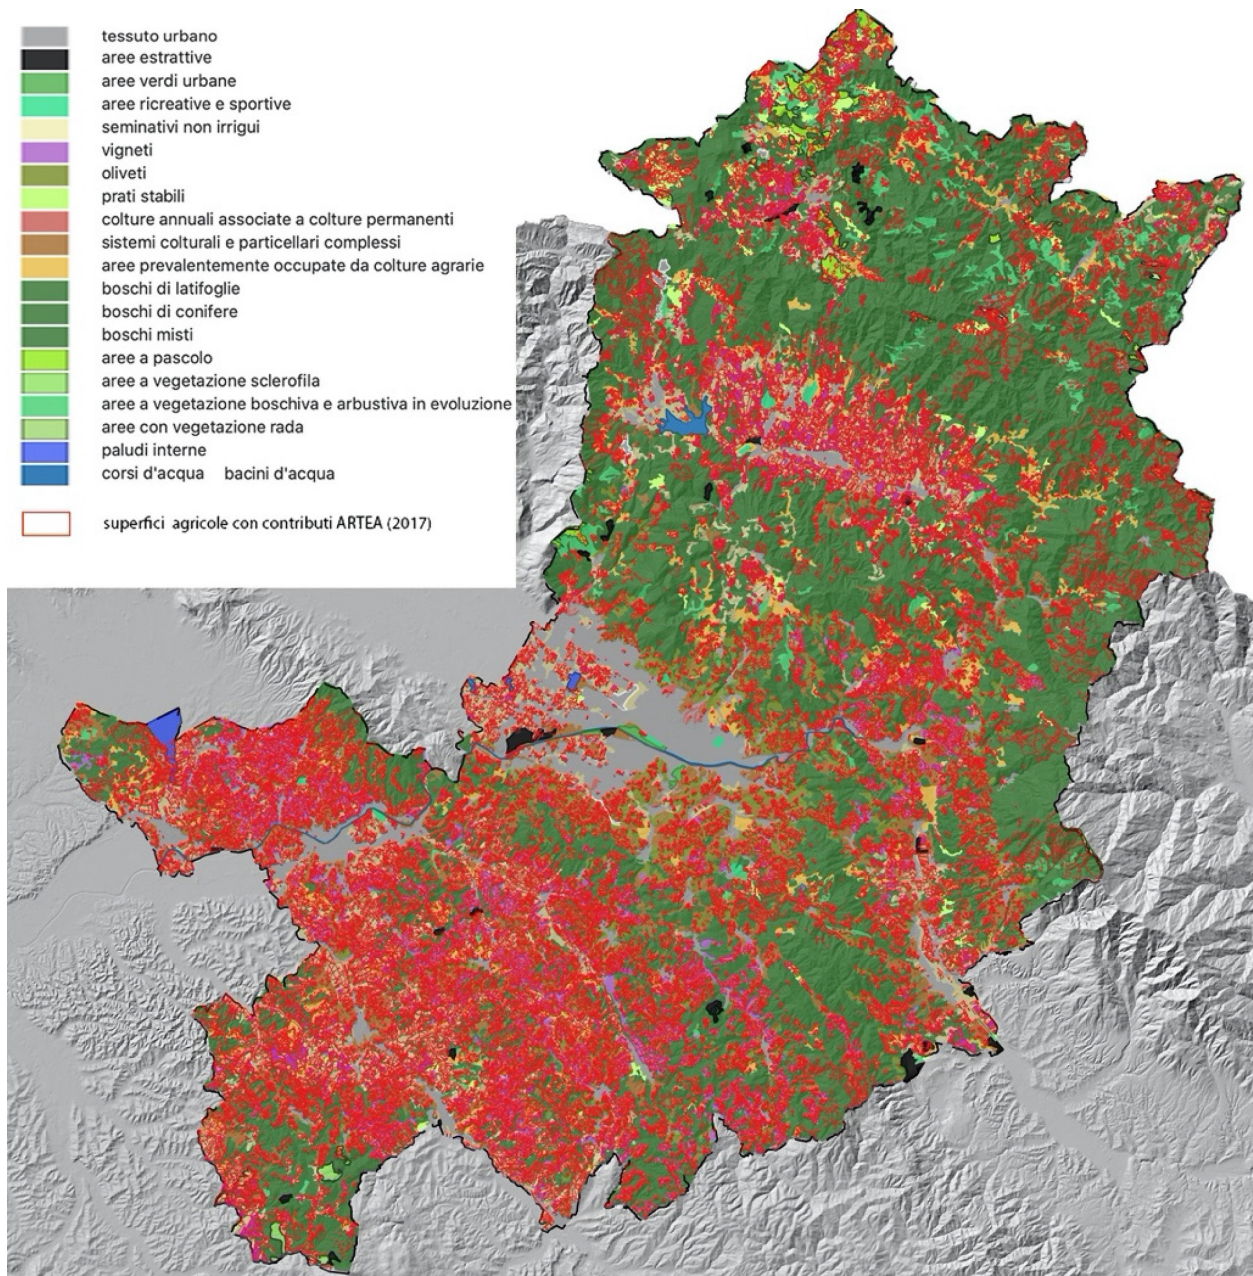 tessuto urbano
aree estrattive
aree verdi urbane
aree ricreative e sportive
seminativi non irrigui
vigneti
oliveti
prati stabili
colture annuali associate a colture permanenti
sistemi colturali e particellari complessi
aree prevalentemente occupate da colture agrarie
boschi di latifoglie
boschi di conifere
boschi misti
aree a pascolo
aree a vegetazione sclerofila
aree a vegetazione boschiva e arbustiva in evoluzione
aree con vegetazione rada
paludi interne
corsi d'acqua bacini d'acqua
superfici agricole con contributi ARTEA (2017)